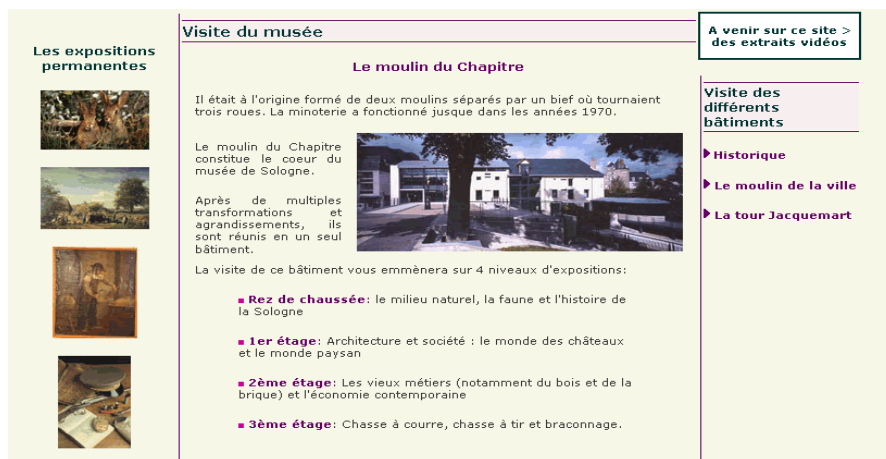 Les expositions
permanentes
Visite du musée
Le moulin du Chapitre
Il était à l'origine formé de deux moulins séparés par un bief où tournaient
trois roues. La minoterie a fonctionné jusque dans les années 1970.
Le moulin du Chapitre
constitue le coeur du
musée de Sologne.
Après de multiples
transformations et
agrandissements, ils
sont réunis en un seul
bâtiment.
La visite de ce bâtiment vous emmènera sur 4 niveaux d'expositions:
Rez de chaussée: le milieu naturel, la faune et l'histoire de
la Sologne
1er étage: Architecture et société : le monde des châteaux
et le monde paysan
2ème étage: Les vieux métiers (notamment du bois et de la
brique) et l'économie contemporaine
3ème étage: Chasse à courre, chasse à tir et braconnage.
A venir sur ce site >
des extraits vidéos
Visite des
différents
bâtiments
Historique
Le moulin de la ville
La tour Jacquemart